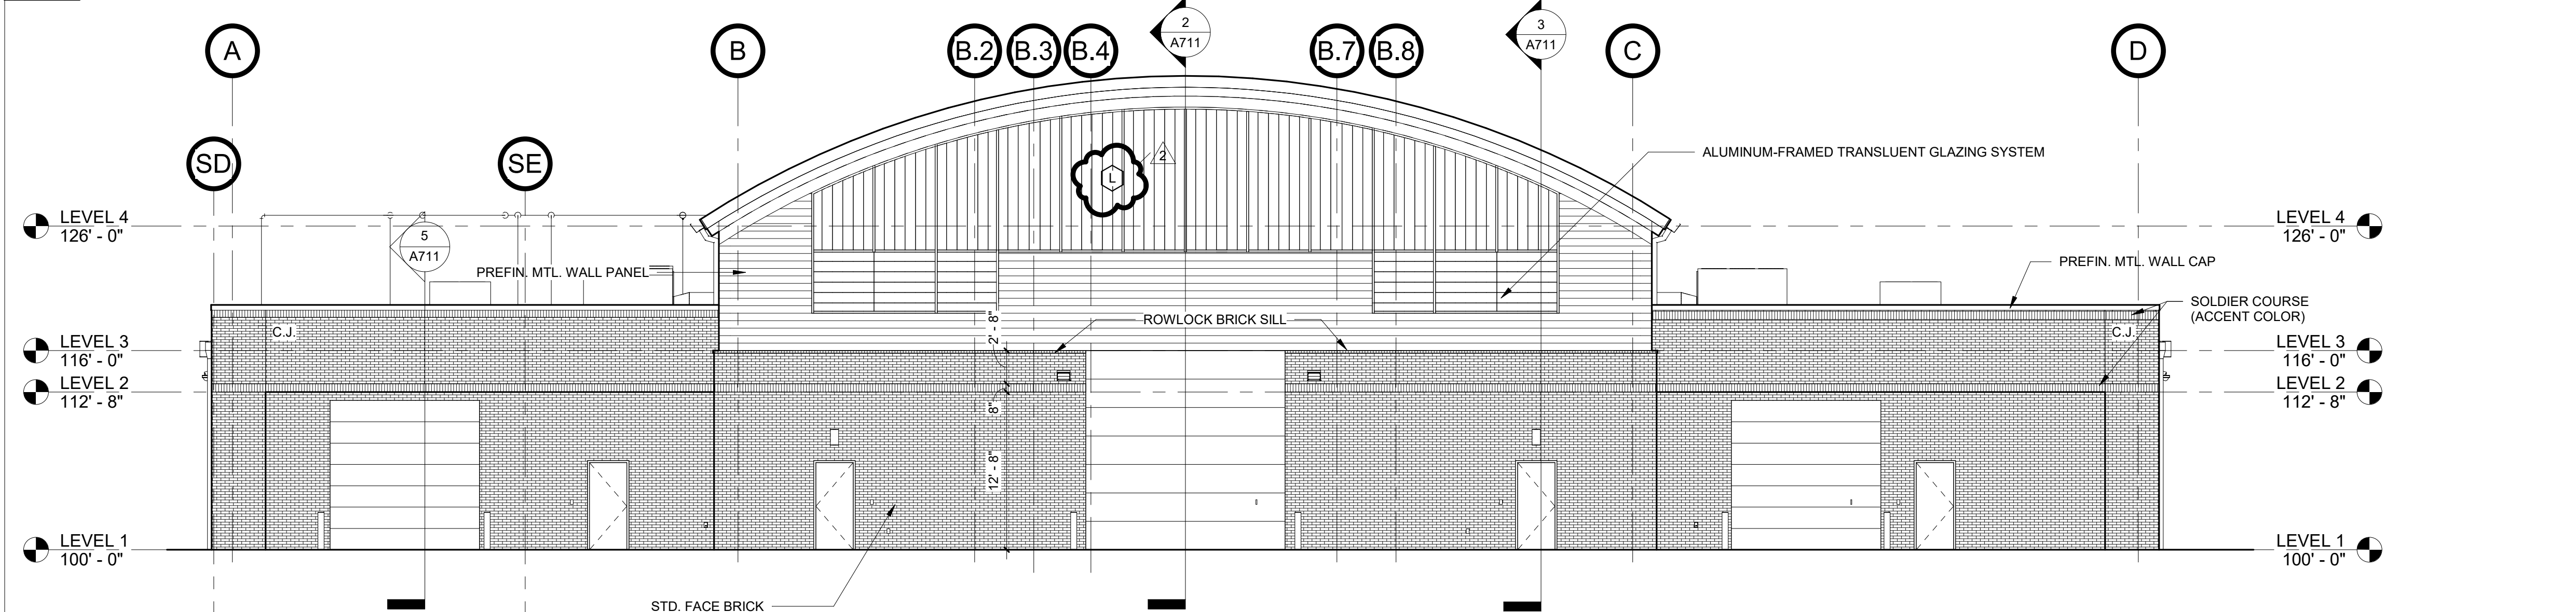 2
A711
3
A711
A
B
B.2
B.3
B.4
B.7
B.8
C
D
SD
SE
2
L
ALUMINUM-FRAMED TRANSLUENT GLAZING SYSTEM
LEVEL 4
126' - 0"
5
A711
PREFIN. MTL. WALL PANEL
LEVEL 4
126' - 0"
PREFIN. MTL. WALL CAP
SOLDIER COURSE
(ACCENT COLOR)
C.J.
2' - 8"
ROWLOCK BRICK SILL
C.J.
LEVEL 3
116' - 0"
LEVEL 3
116' - 0"
LEVEL 2
112' - 8"
8"
LEVEL 2
112' - 8"
12' - 8"
LEVEL 1
100' - 0"
LEVEL 1
100' - 0"
STD. FACE BRICK